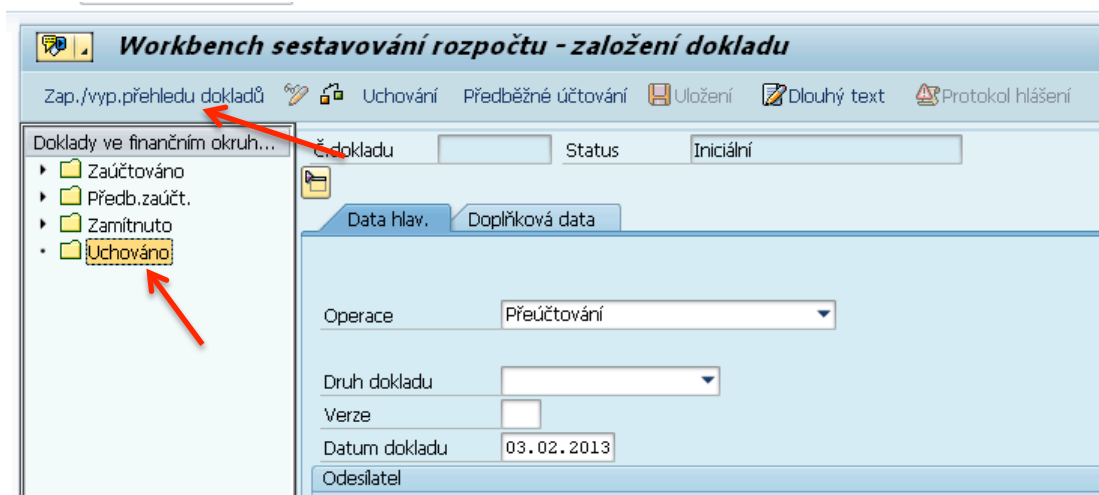 Workbench sestavování rozpočtu - založení dokladu
Zap./vyp.přehledu dokladů Uchování Předběžné účtování Uložení Dlouhý text Protokol hlášení
Doklady ve finančním okruh...
Zaúčtováno
Předb.zaúčt.
Zamítnuto
Uchováno
Č.dokladu Status Iniciální
Data hlav. Doplňková data
Operace Přeúčtování
Druh dokladu
Verze
Datum dokladu 03.02.2013
Odesílatel